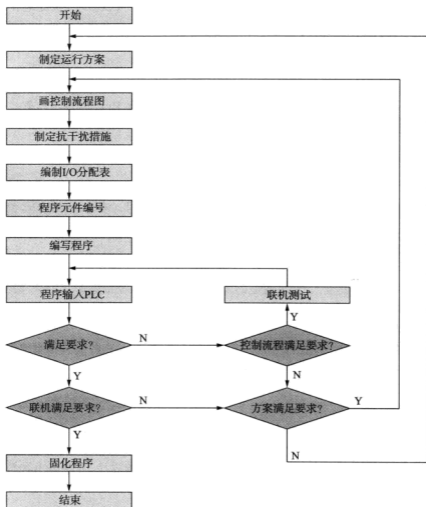 开始
制定运行方案
画控制流程图
制定抗干扰措施
编制I/O分配表
程序元件编号
编写程序
程序输入PLC
联机测试
Y
满足要求?
N
控制流程满足要求?
Y
N
联机满足要求?
N
方案满足要求?
Y
Y
N
固化程序
结束